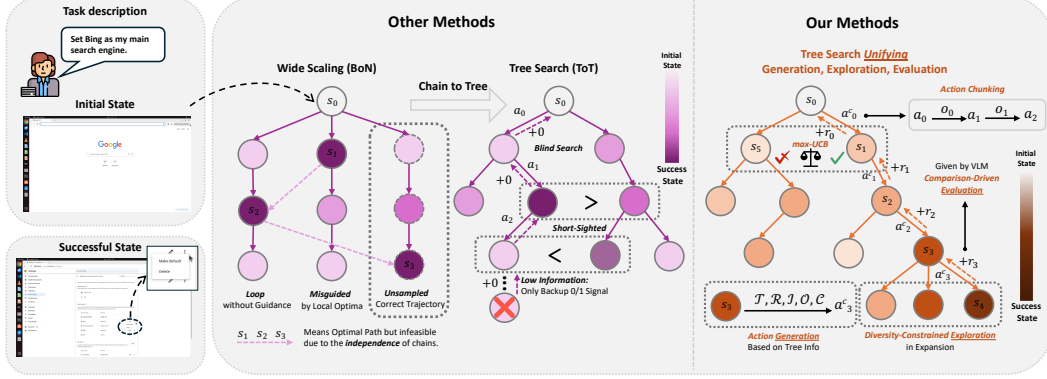 Task description
Set Bing as my main
search engine.
Initial State
Google
Successful State
Make default
Delete
Other Methods
Wide Scaling (BoN)
Chain to Tree
Tree Search (ToT)
s0
s1
s2
s3
Loop
without Guidance
Misguided
by Local Optima
Unsampled
Correct Trajectory
s1 s2 s3
Means Optimal Path but infeasible
due to the independence of chains.
s0
a0
+0
Blind Search
a1
+0
>
a2
Short-Sighted
<
+0
Low Information:
Only Backup 0/1 Signal
Initial
State
Success
State
Our Methods
Tree Search Unifying
Generation, Exploration, Evaluation
s0
a^c_0
+r0
Action Chunking
a0 o0 a1 o1 a2
s5
max-UCB
s1
a^c_1
+r1
Given by VLM
Comparison-Driven
Evaluation
s2
a^c_2
+r2
s3
a^c_3
+r3
s4
s3 𝒯, ℛ, ℐ, 𝒪, 𝒞 a^c_3
Action Generation
Based on Tree Info
Diversity-Constrained Exploration
in Expansion
Initial
State
Success
State